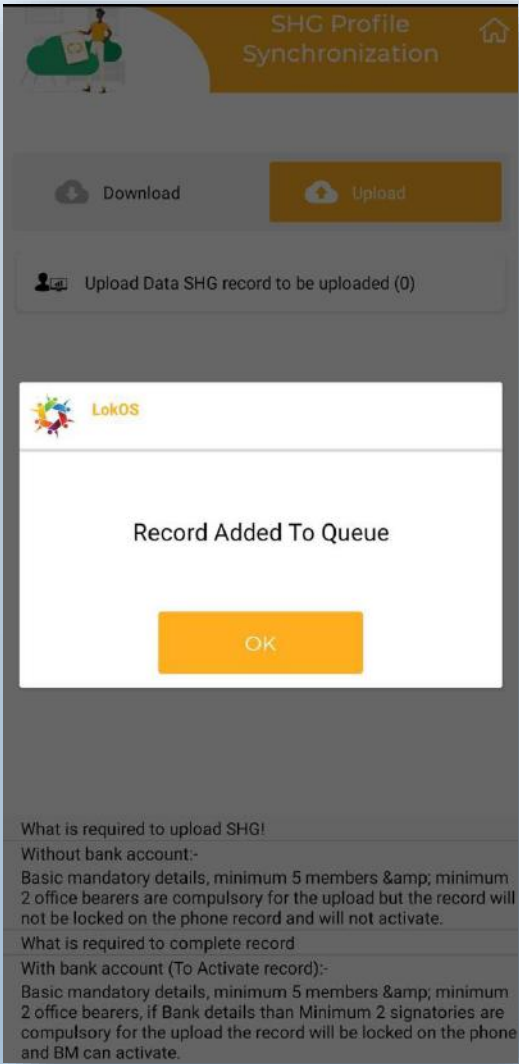 SHG Profile
Synchronization
Download
Upload
Upload Data SHG record to be uploaded (0)
LokOS
Record Added To Queue
OK
What is required to upload SHG!
Without bank account:-
Basic mandatory details, minimum 5 members &amp; minimum
2 office bearers are compulsory for the upload but the record will
not be locked on the phone record and will not activate.
What is required to complete record
With bank account (To Activate record):-
Basic mandatory details, minimum 5 members &amp; minimum
2 office bearers, if Bank details than Minimum 2 signatories are
compulsory for the upload the record will be locked on the phone
and BM can activate.